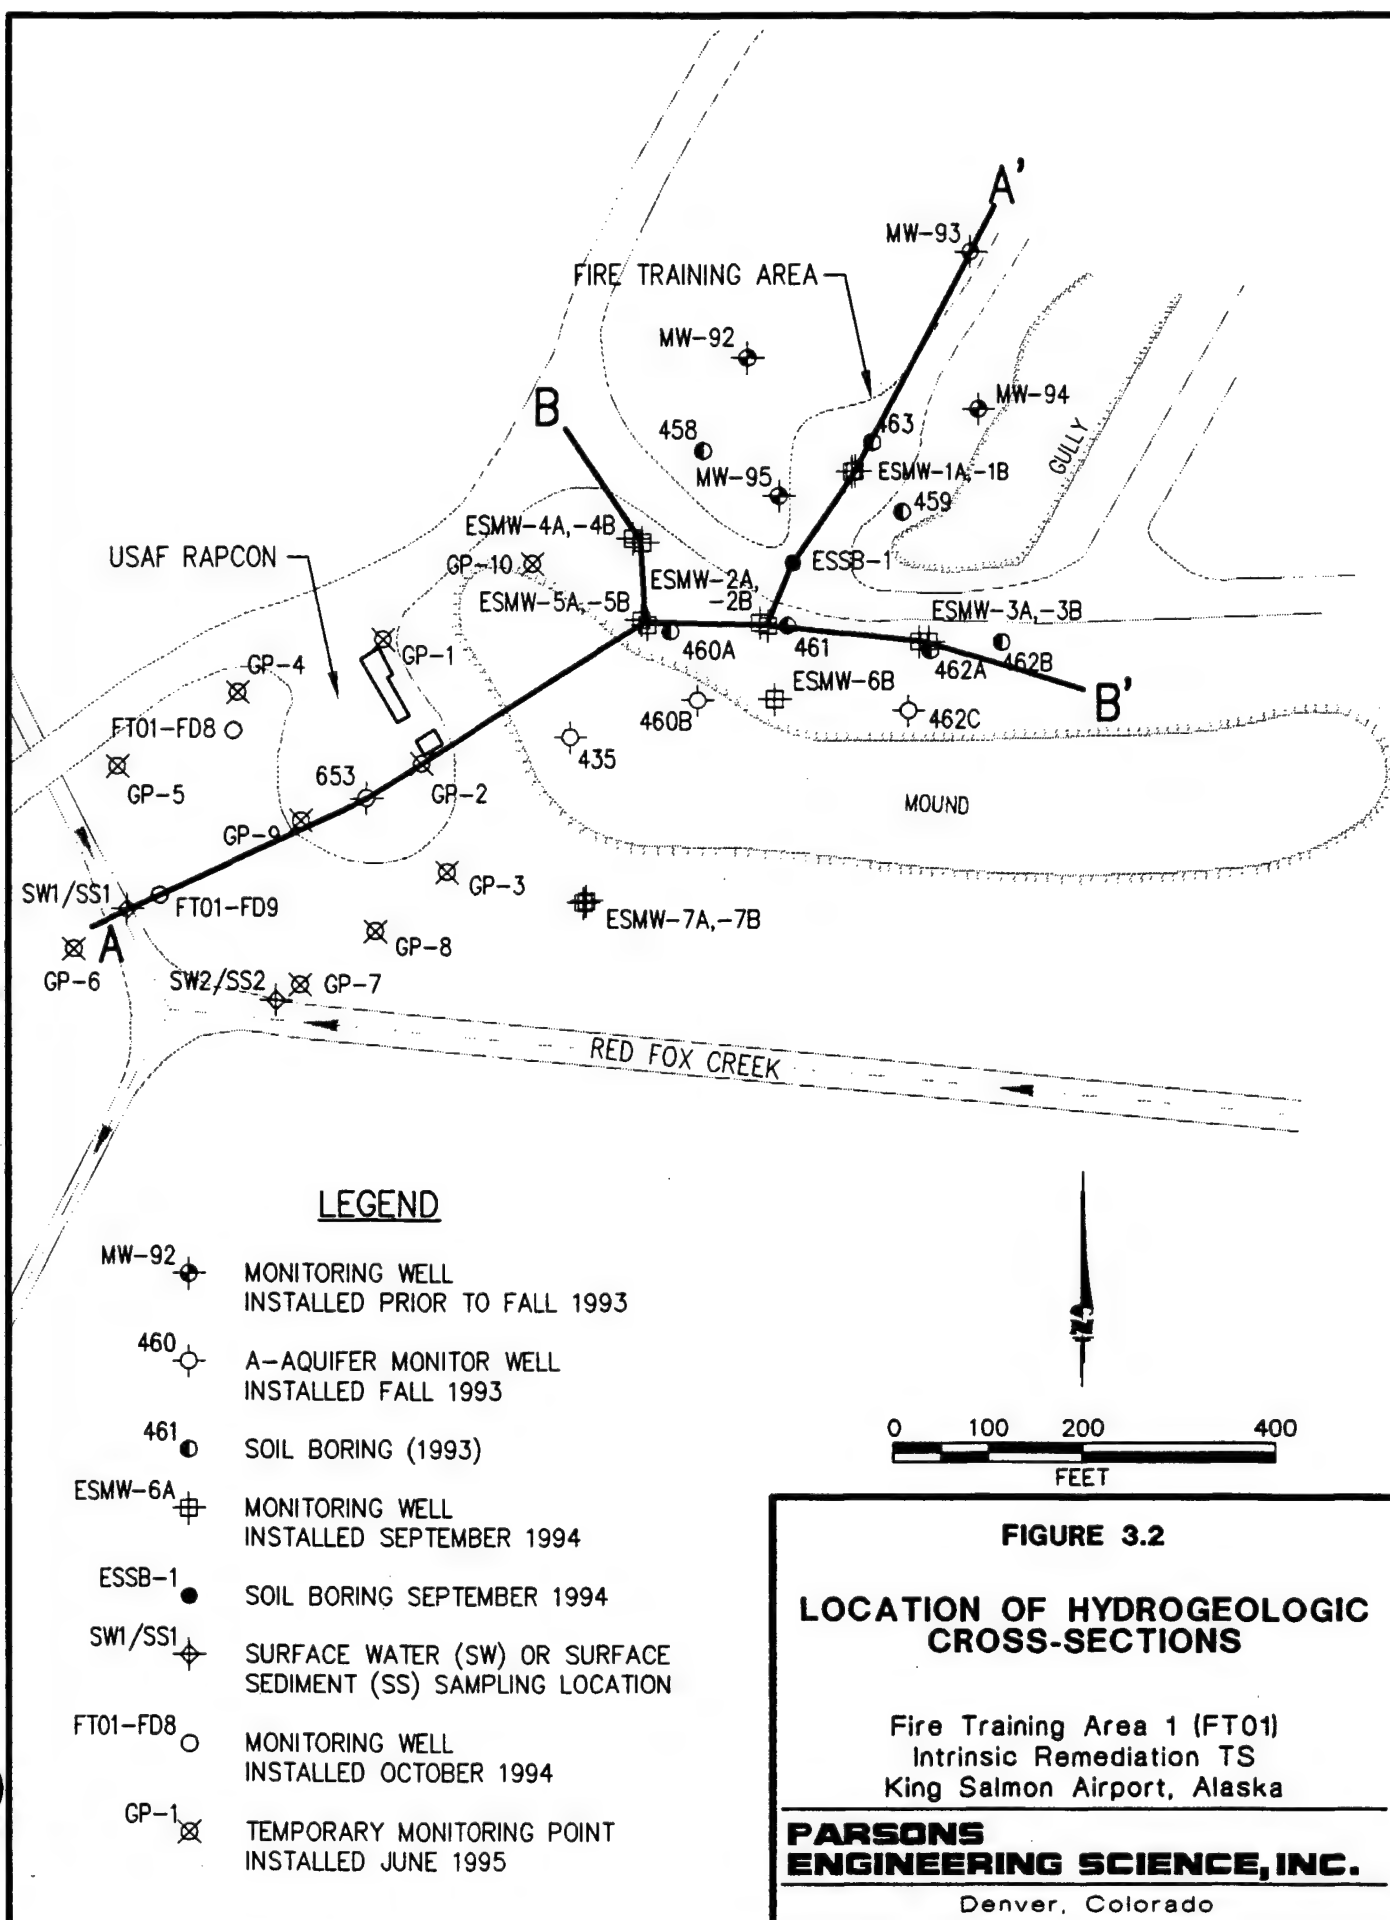 A'
MW-93
FIRE TRAINING AREA
MW-92
MW-94
B
463
458
GULLY
MW-95
ESMW-1A,-1B
459
ESMW-4A,-4B
USAF RAPCON
GP-10
ESSB-1
ESMW-2A,
-2B
ESMW-5A,-5B
ESMW-3A,-3B
GP-1
460A
461
462A
462B
GP-4
ESMW-6B
B'
FT01-FD8
460B
462C
435
GP-5
653
GP-2
MOUND
GP-9
SW1/SS1
FT01-FD9
GP-3
ESMW-7A,-7B
A
GP-8
GP-6
SW2/SS2
GP-7
RED FOX CREEK
LEGEND
MW-92
MONITORING WELL
INSTALLED PRIOR TO FALL 1993
460
A-AQUIFER MONITOR WELL
INSTALLED FALL 1993
461
SOIL BORING (1993)
ESMW-6A
MONITORING WELL
INSTALLED SEPTEMBER 1994
ESSB-1
SOIL BORING SEPTEMBER 1994
SW1/SS1
SURFACE WATER (SW) OR SURFACE
SEDIMENT (SS) SAMPLING LOCATION
FT01-FD8
MONITORING WELL
INSTALLED OCTOBER 1994
GP-1
TEMPORARY MONITORING POINT
INSTALLED JUNE 1995
N
0 100 200 400
FEET
FIGURE 3.2
LOCATION OF HYDROGEOLOGIC
CROSS-SECTIONS
Fire Training Area 1 (FT01)
Intrinsic Remediation TS
King Salmon Airport, Alaska
PARSONS
ENGINEERING SCIENCE, INC.
Denver, Colorado